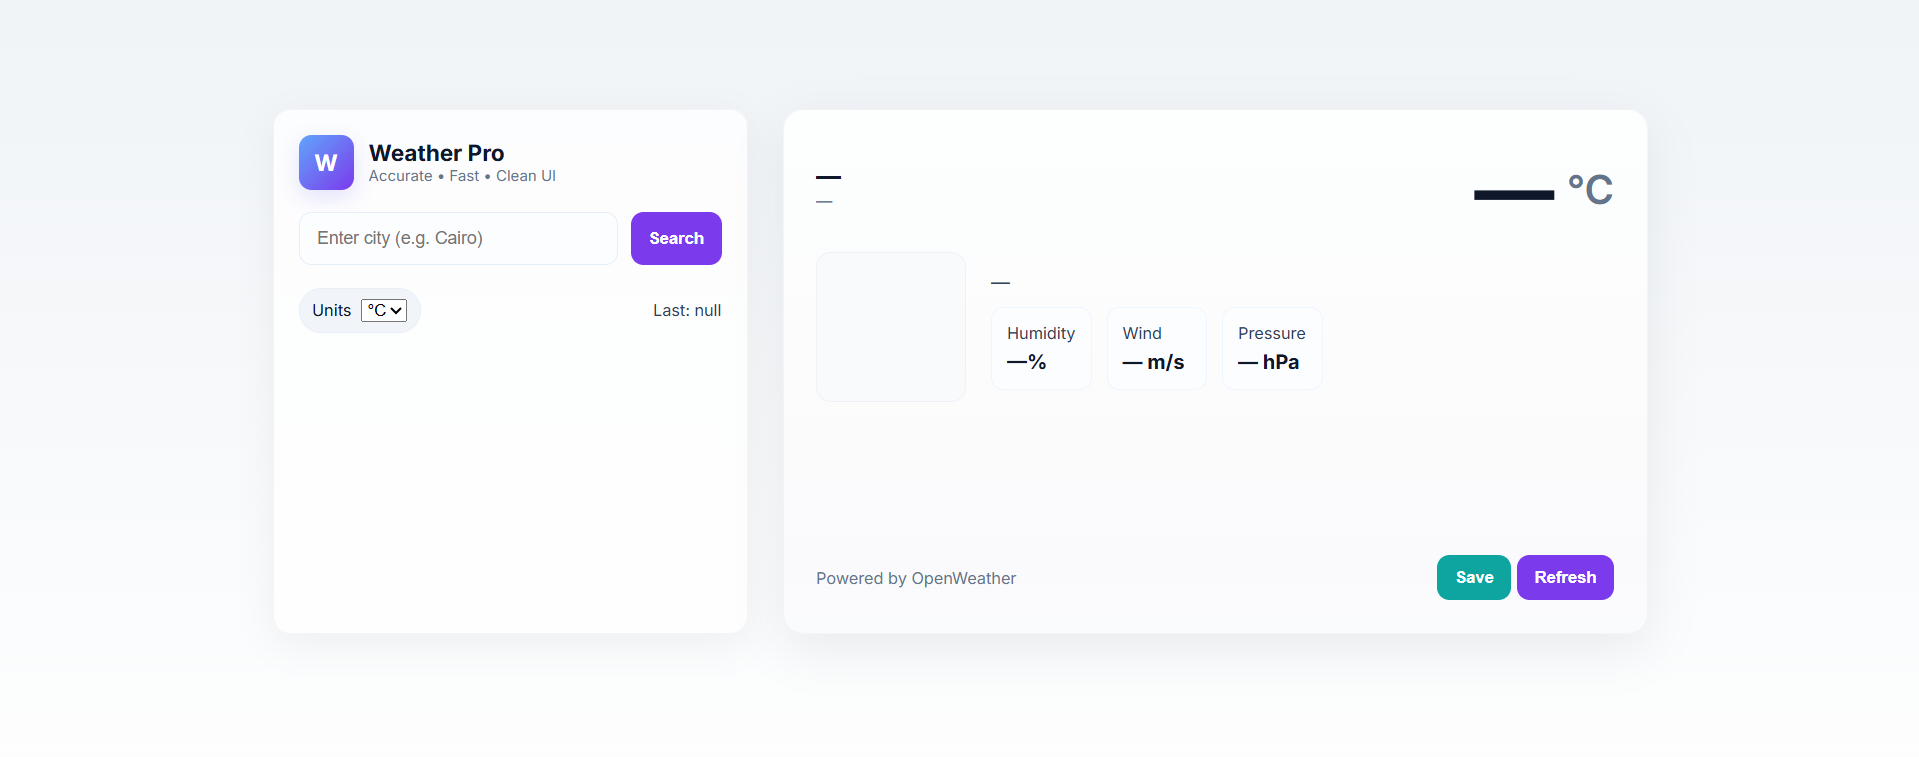 W
Weather Pro
Accurate • Fast • Clean UI
Enter city (e.g. Cairo)
Search
Units °C
Last: null
—
—
— °C
—
Humidity
—%
Wind
— m/s
Pressure
— hPa
Powered by OpenWeather
Save
Refresh